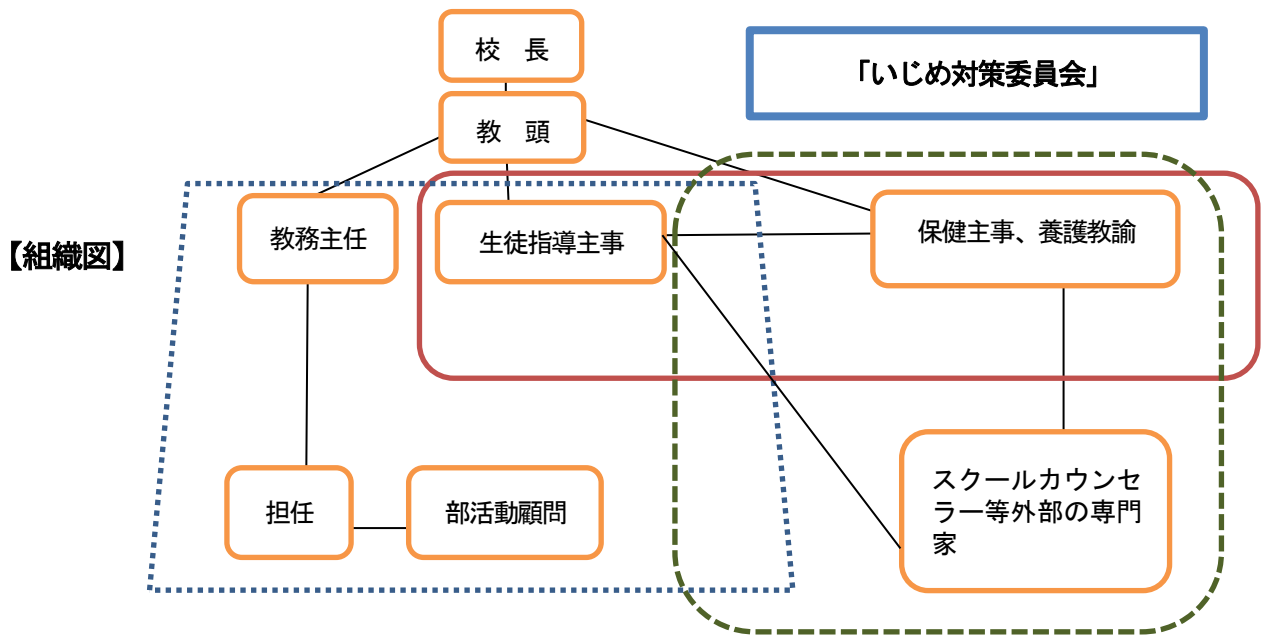 校　長
「いじめ対策委員会」
教　頭
【組織図】
教務主任
生徒指導主事
保健主事、養護教諭
担任
部活動顧問
スクールカウンセ
ラー等外部の専門
家